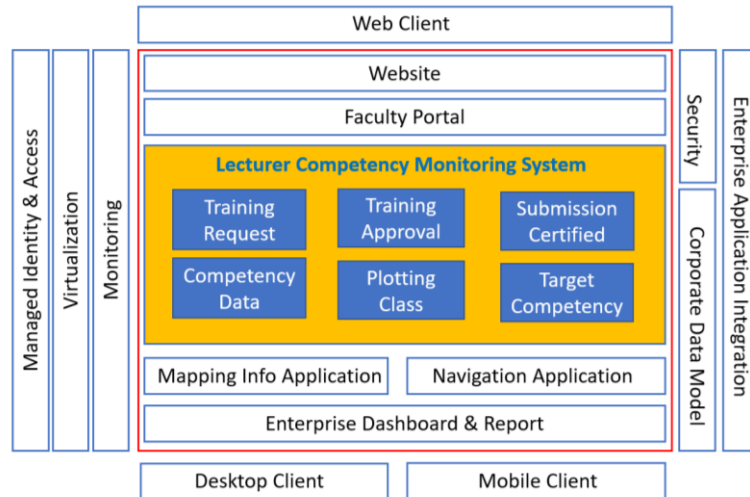 Web Client
Managed Identity & Access
Virtualization
Monitoring
Website
Faculty Portal
Lecturer Competency Monitoring System
Training
Request
Training
Approval
Submission
Certified
Competency
Data
Plotting
Class
Target
Competency
Mapping Info Application
Navigation Application
Enterprise Dashboard & Report
Security
Corporate Data Model
Enterprise Application Integration
Desktop Client
Mobile Client